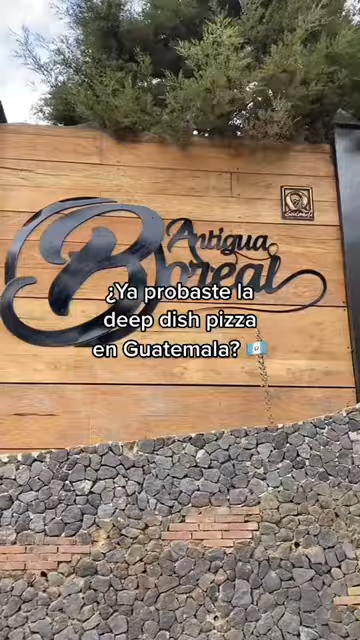 Antigua
Boreal
¿Ya probaste la
deep dish pizza
en Guatemala? 🇬🇹